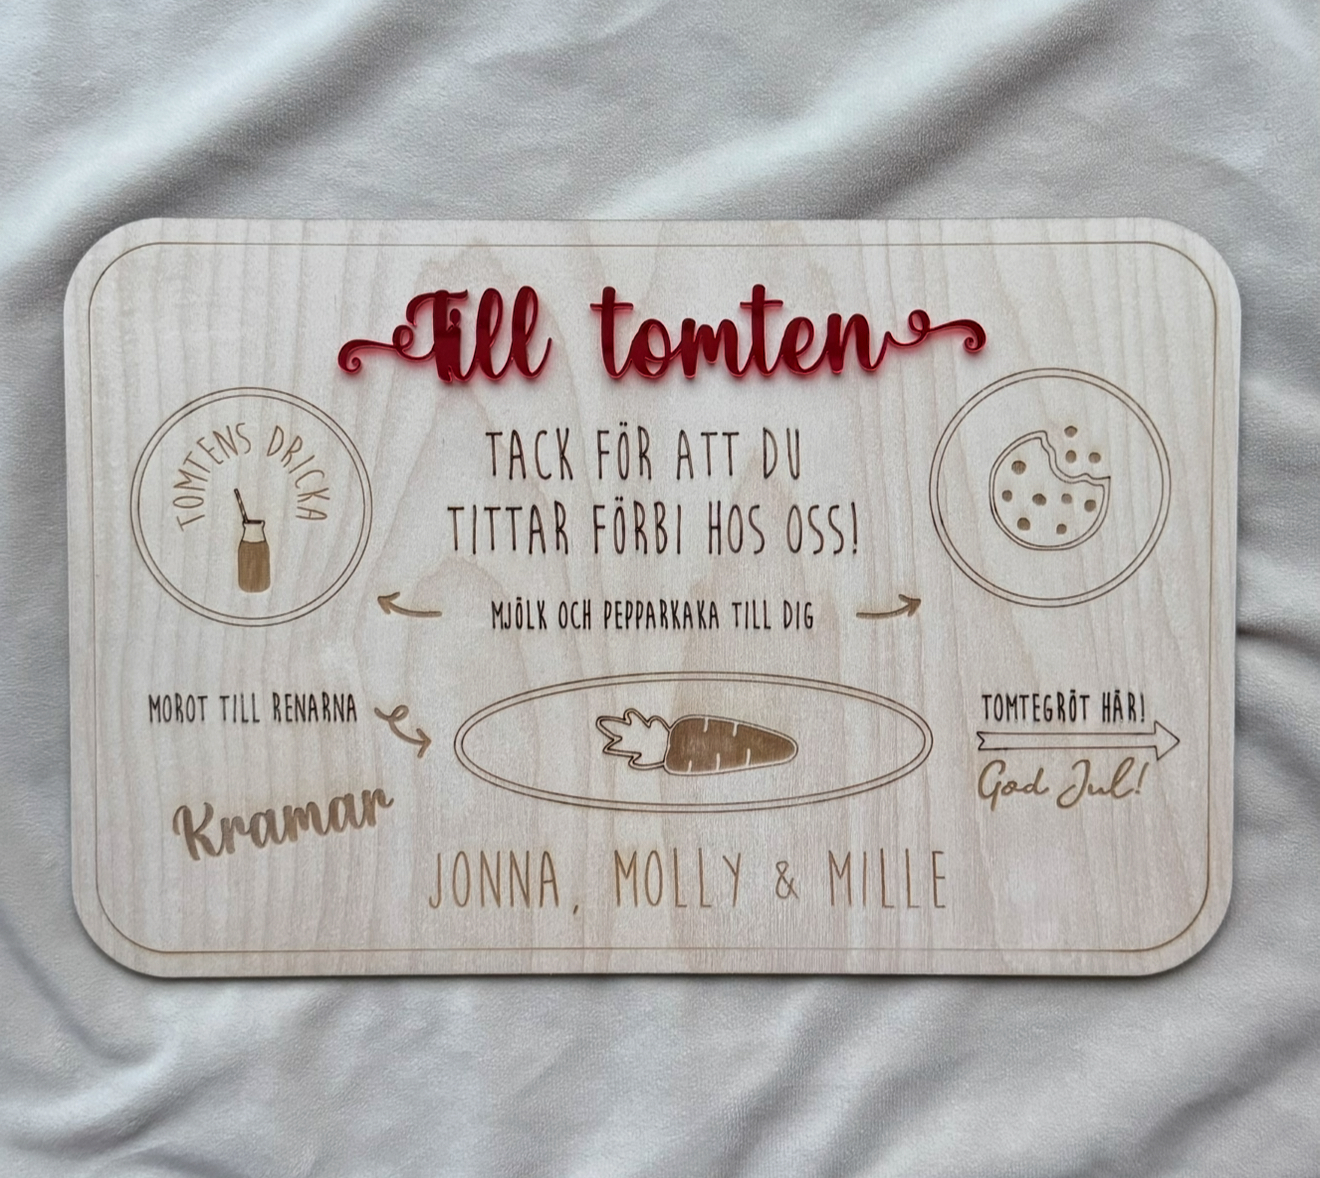 Till tomten
TOMTENS DRICKA
TACK FÖR ATT DU
TITTAR FÖRBI HOS OSS!
MJÖLK OCH PEPPARKAKA TILL DIG
MOROT TILL RENARNA
TOMTEGRÖT HÄR!
God Jul!
Kramar
JONNA, MOLLY & MILLE